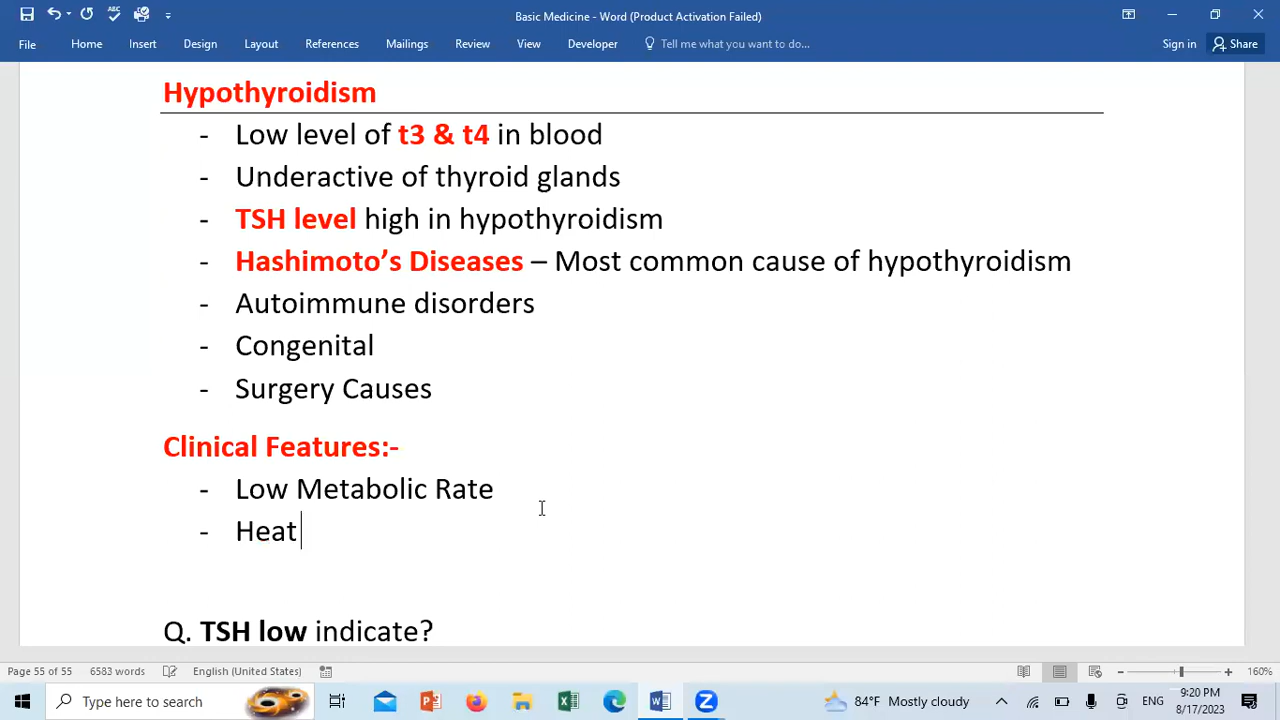 Basic Medicine - Word (Product Activation Failed)
File Home Insert Design Layout References Mailings Review View Developer Tell me what you want to do... Sign in Share
Hypothyroidism
- Low level of t3 & t4 in blood
- Underactive of thyroid glands
- TSH level high in hypothyroidism
- Hashimoto’s Diseases – Most common cause of hypothyroidism
- Autoimmune disorders
- Congenital
- Surgery Causes
Clinical Features:-
- Low Metabolic Rate
- Heat
Q. TSH low indicate?
Page 55 of 55 6583 words English (United States) 160%
Type here to search 84°F Mostly cloudy ENG 9:20 PM
8/17/2023